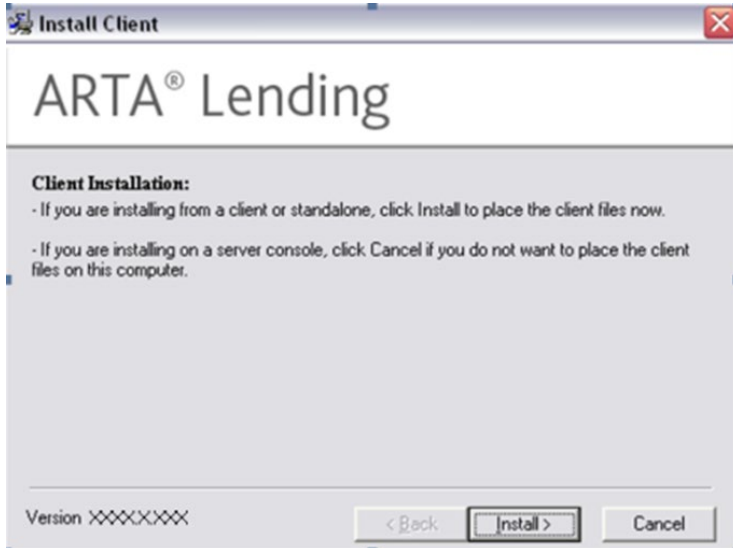 Install Client
ARTA® Lending
Client Installation:
- If you are installing from a client or standalone, click Install to place the client files now.
- If you are installing on a server console, click Cancel if you do not want to place the client
files on this computer.
Version XXXX.X.XXX
< Back
Install >
Cancel